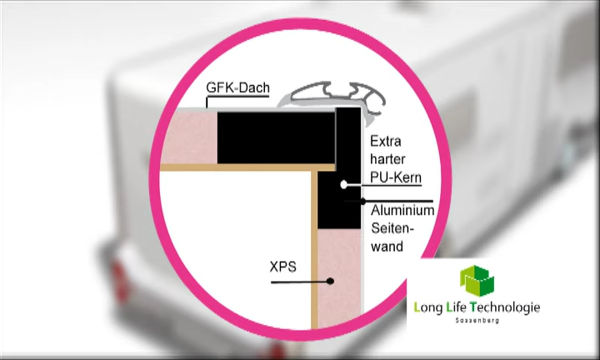 GFK-Dach
Extra
harter
PU-Kern
Aluminium
Seiten-
wand
XPS
Long Life Technologie
Sassenberg